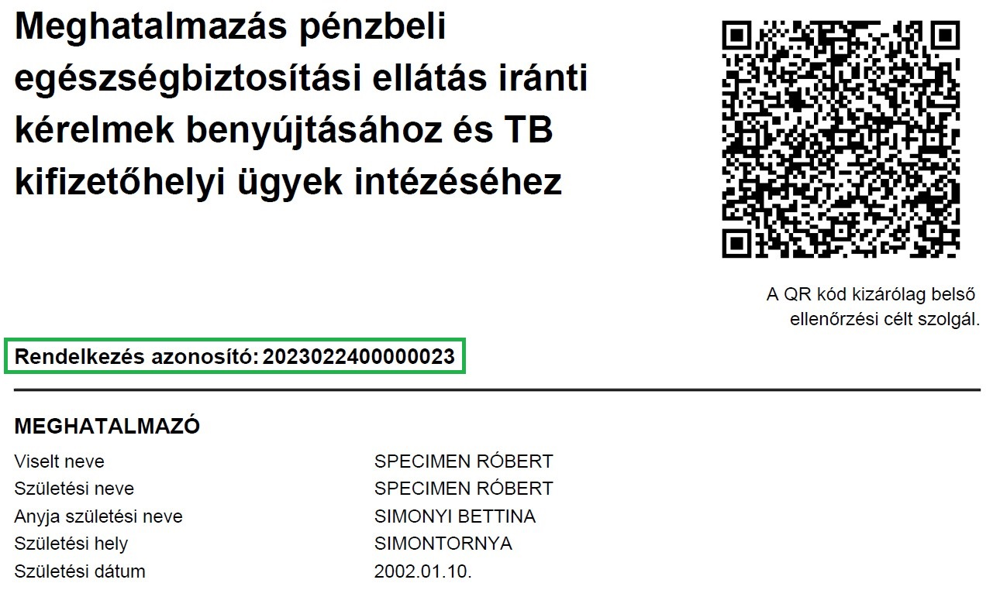 Meghatalmazás pénzbeli
egészségbiztosítási ellátás iránti
kérelmek benyújtásához és TB
kifizetőhelyi ügyek intézéséhez
A QR kód kizárólag belső
ellenőrzési célt szolgál.
Rendelkezés azonosító: 2023022400000023
MEGHATALMAZÓ
Viselt neve SPECIMEN RÓBERT
Születési neve SPECIMEN RÓBERT
Anyja születési neve SIMONYI BETTINA
Születési hely SIMONTORNYA
Születési dátum 2002.01.10.